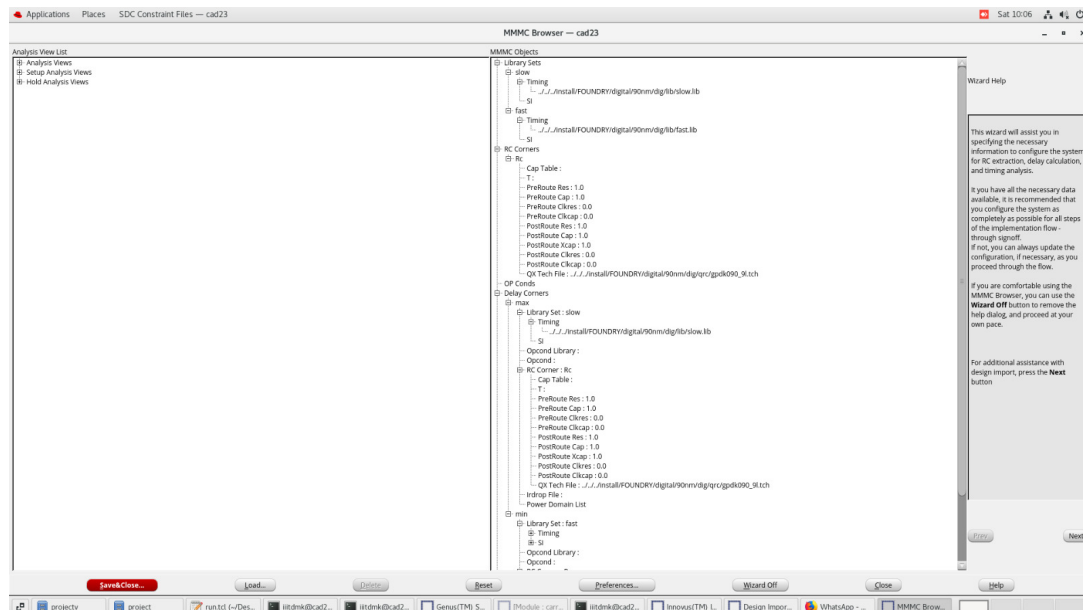 Applications Places SDC Constraint Files — cad23 Sat 10:06
MMMC Browser — cad23
Analysis View List
Analysis Views
Setup Analysis Views
Hold Analysis Views
MMMC Objects
Library Sets
slow
Timing
../../../install/FOUNDRY/digital/90nm/dig/lib/slow.lib
SI
fast
Timing
../../../install/FOUNDRY/digital/90nm/dig/lib/fast.lib
SI
RC Corners
Rc
Cap Table :
T :
PreRoute Res : 1.0
PreRoute Cap : 1.0
PreRoute Clkres : 0.0
PreRoute Clkcap : 0.0
PostRoute Res : 1.0
PostRoute Cap : 1.0
PostRoute Xcap : 1.0
PostRoute Clkres : 0.0
PostRoute Clkcap : 0.0
QX Tech File : ../../../install/FOUNDRY/digital/90nm/dig/qrc/gpdk090_9l.tch
OP Conds
Delay Corners
max
Library Set : slow
Timing
../../../install/FOUNDRY/digital/90nm/dig/lib/slow.lib
SI
Opcond Library :
Opcond :
RC Corner : Rc
Cap Table :
T :
PreRoute Res : 1.0
PreRoute Cap : 1.0
PreRoute Clkres : 0.0
PreRoute Clkcap : 0.0
PostRoute Res : 1.0
PostRoute Cap : 1.0
PostRoute Xcap : 1.0
PostRoute Clkres : 0.0
PostRoute Clkcap : 0.0
QX Tech File : ../../../install/FOUNDRY/digital/90nm/dig/qrc/gpdk090_9l.tch
Irdrop File :
Power Domain List
min
Library Set : fast
Timing
SI
Opcond Library :
Opcond :
Wizard Help
This wizard will assist you in
specifying the necessary
information to configure the system
for RC extraction, delay calculation,
and timing analysis.
It you have all the necessary data
available, it is recommended that
you configure the system as
completely as possible for all steps
of the implementation flow -
through signoff.
If not, you can always update the
configuration, if necessary, as you
proceed through the flow.
If you are comfortable using the
MMMC Browser, you can use the
Wizard Off button to remove the
help dialog, and proceed at your
own pace.
For additional assistance with
design import, press the Next
button
Prev Next
Save&Close... Load... Delete Reset Preferences... Wizard Off Close Help
projectv project run.tcl (~/Des... iiitdmk@cad2... iiitdmk@cad2... Genus(TM) S... [Module : carr... iiitdmk@cad2... Innovus(TM) I... Design Impor... WhatsApp - ... MMMC Brow...